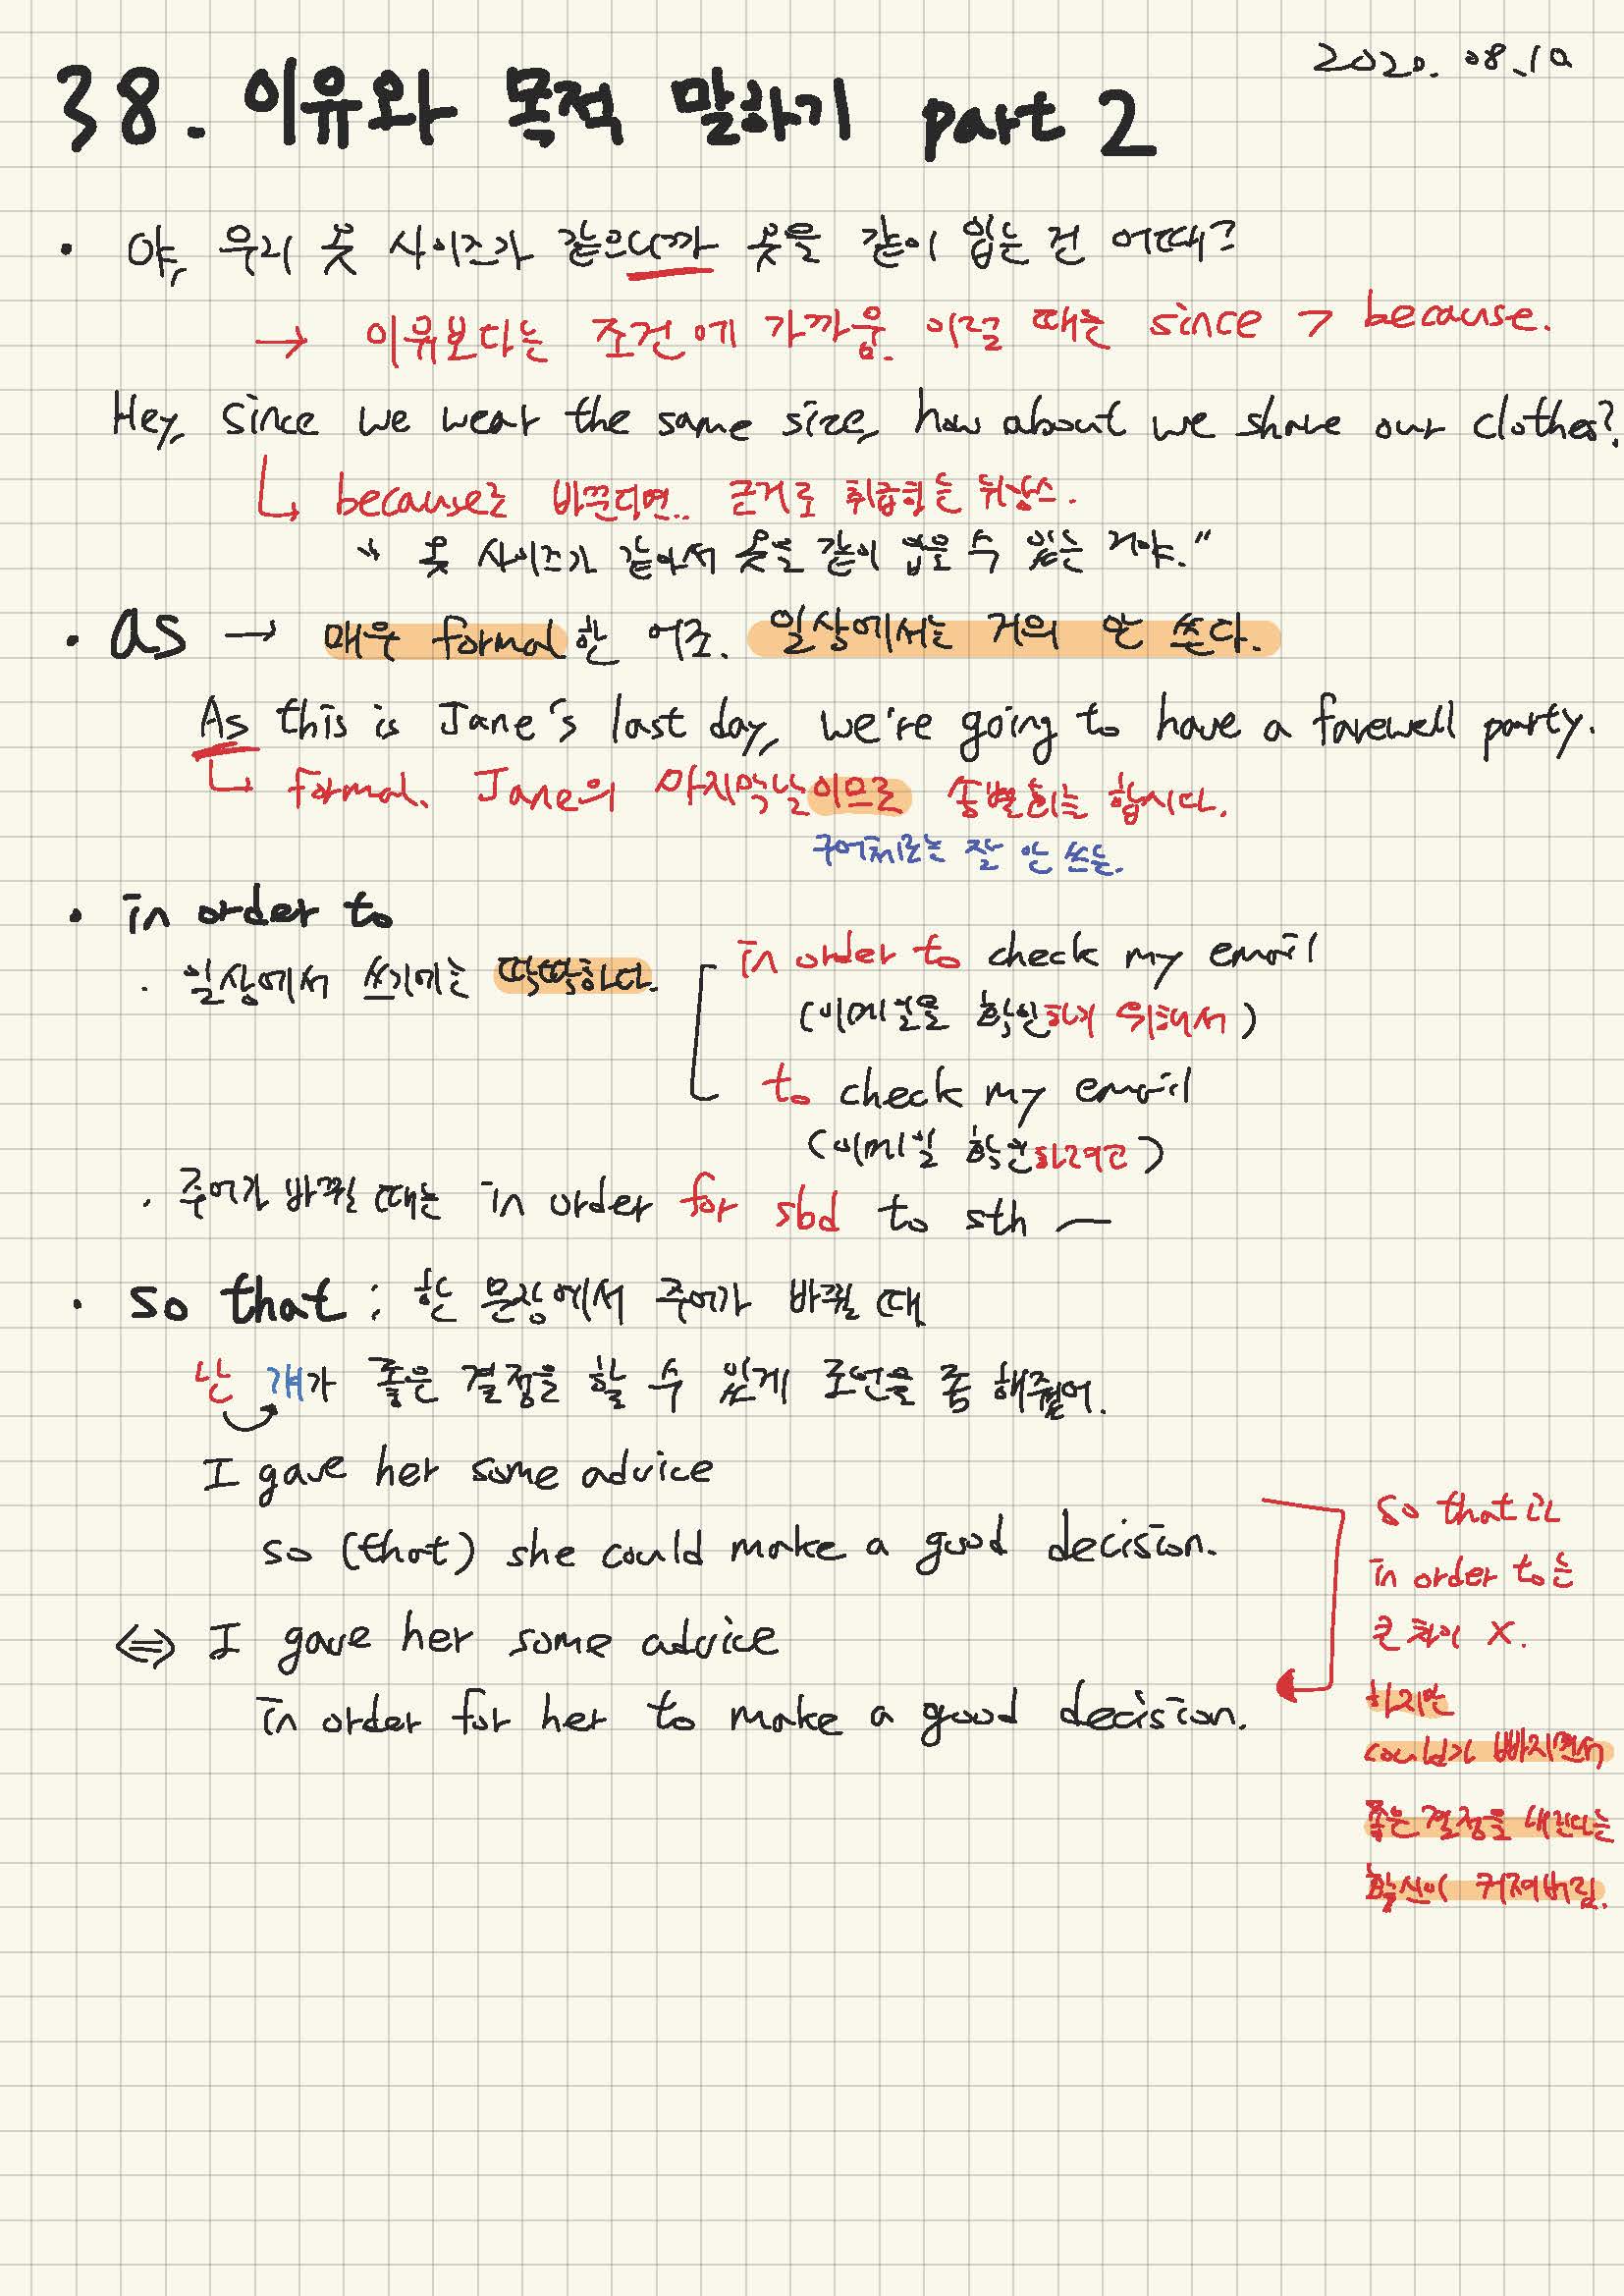 2020. 08.10
38. 이유와 목적 말하기 part 2
• 야, 우리 옷 사이즈가 같으니까 옷을 같이 입는 건 어때?
→ 이유보다는 조건에 가까움. 이럴 때는 since > because.
Hey, since we wear the same size, how about we share our clothes?
↳ because로 바꾼다면.. 근거로 취급하는 뉘앙스.
" 옷 사이즈가 같아서 옷을 같이 입을 수 있는 거야."
• as → 매우 formal한 어조. 일상에서는 거의 안 쓴다.
As this is Jane's last day, we're going to have a farewell party.
↳ formal. Jane의 마지막 날이므로 송별회를 합시다.
구어체로는 잘 안 쓰는.
• in order to
· 일상에서 쓰기에는 딱딱하다.
in order to check my email
(이메일을 확인하기 위해서)
to check my email
(이메일 확인하려고)
· 주어가 바뀔 때는 in order for sbd to sth ―
• so that : 한 문장에서 주어가 바뀔 때
난 걔가 좋은 결정을 할 수 있게 조언을 좀 해줬어.
I gave her some advice
so (that) she could make a good decision.
⇔ I gave her some advice
in order for her to make a good decision.
so that과
in order to는
큰 차이 X.
하지만
could가 빠지면서
좋은 결정을 내린다는
확신이 커져버림.